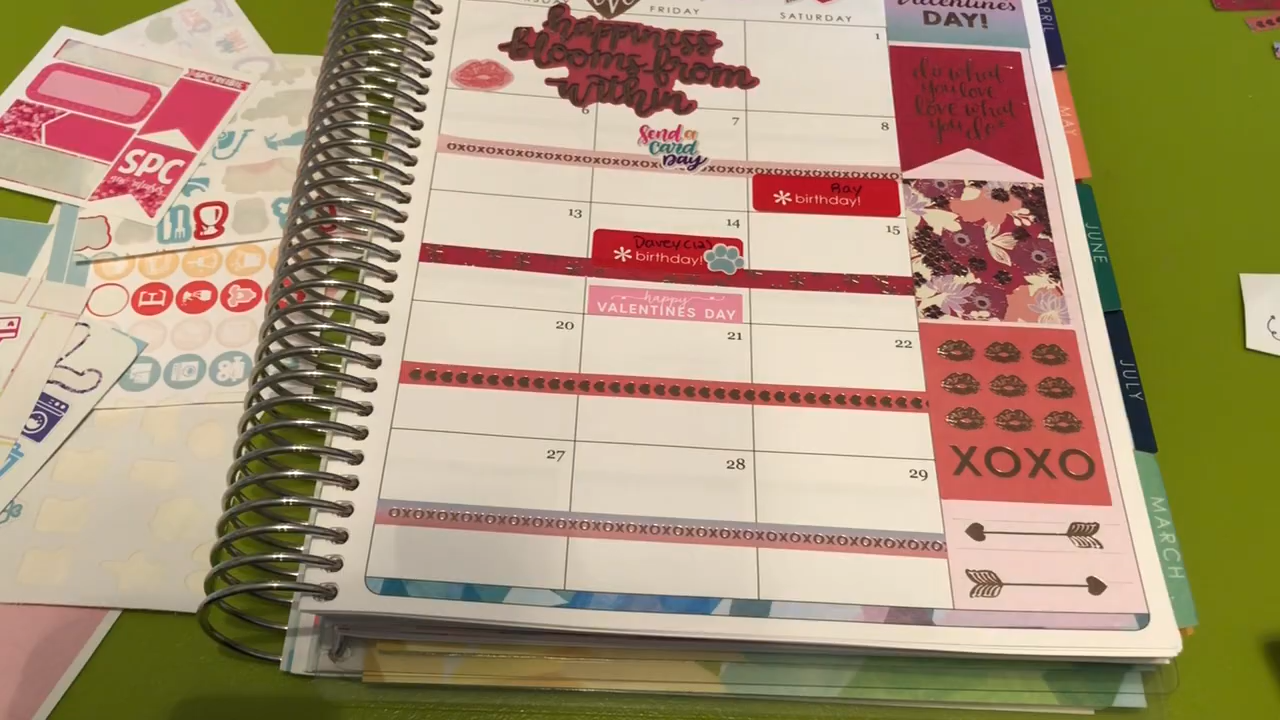 FRIDAY
SATURDAY
Valentines
DAY!
APRIL
happiness
blooms from
within
1
do what
you love
love what
you do
MAY
SPC
6
7
8
Send a
Card
Day
XOXOXOXOXOXOXOXO
Ray
* birthday!
13
14
15
JUNE
Davey (12)
* birthday!
happy
VALENTINES DAY
20
21
22
JULY
XOXO
27
28
29
MARCH